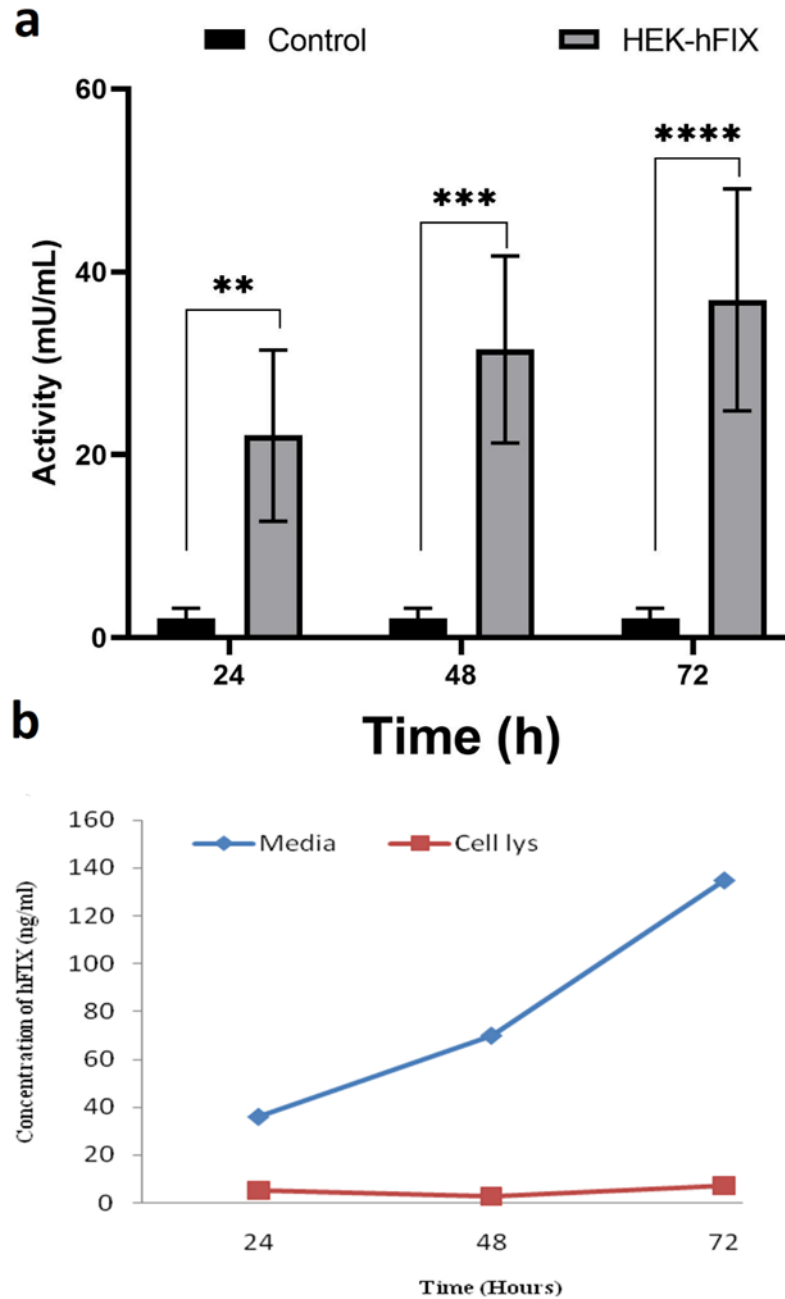 a
Control HEK-hFIX
Activity (mU/mL)
60
40
20
0
** *** ****
24 48 72
Time (h)
b
Media Cell lys
Concentration of hFIX (ng/ml)
160
140
120
100
80
60
40
20
0
24 48 72
Time (Hours)